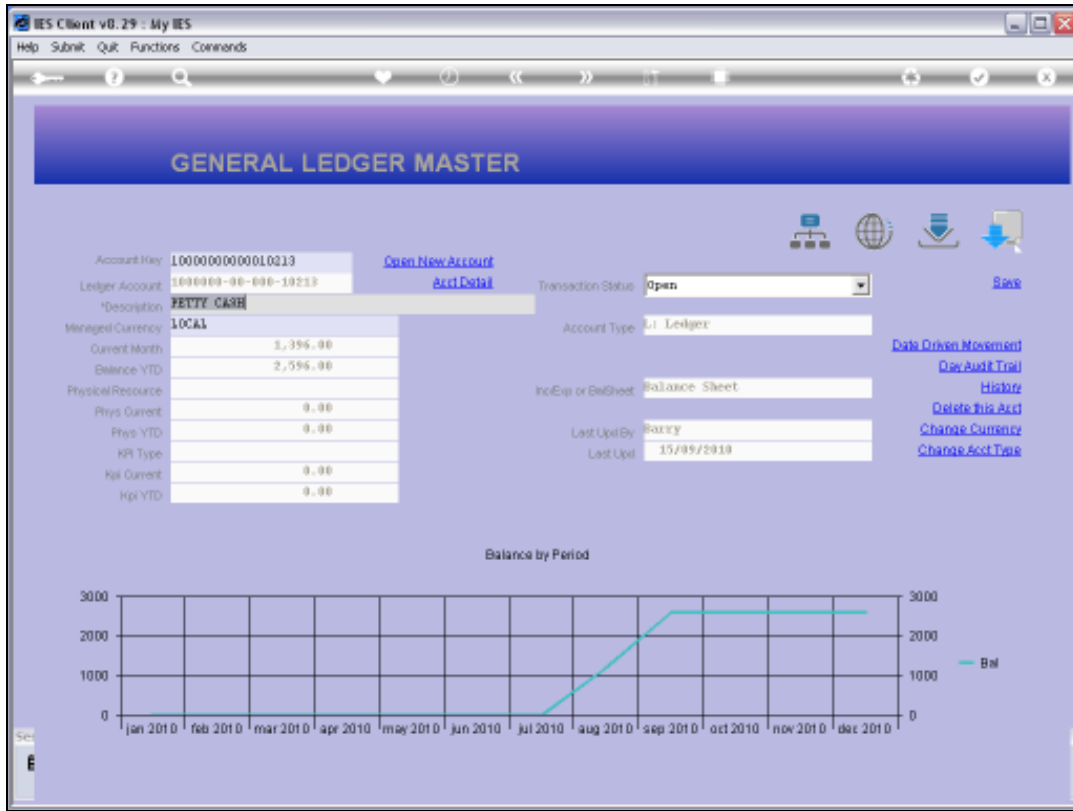 IES Client v8.29 : My IES
Help Submit Quit Functions Commands
GENERAL LEDGER MASTER
Account Key 10000000000010213 Open New Account
Ledger Account 1000000-00-000-10213 Acct Detail Transaction Status Open Save
*Description PETTY CASH
Managed Currency LOCAL Account Type L: Ledger
Current Month 1,396.00 Date Driven Movement
Balance YTD 2,596.00 Day Audit Trail
Physical Resource Inc/Exp or BalSheet Balance Sheet History
Phys Current 0.00 Delete this Acct
Phys YTD 0.00 Last Upd By Barry Change Currency
KPI Type Last Upd 15/09/2010 Change Acct Type
Kpi Current 0.00
Kpi YTD 0.00
Balance by Period
3000 3000
2000 2000
Bal
1000 1000
0 0
jan 2010 feb 2010 mar 2010 apr 2010 may 2010 jun 2010 jul 2010 aug 2010 sep 2010 oct 2010 nov 2010 dec 2010